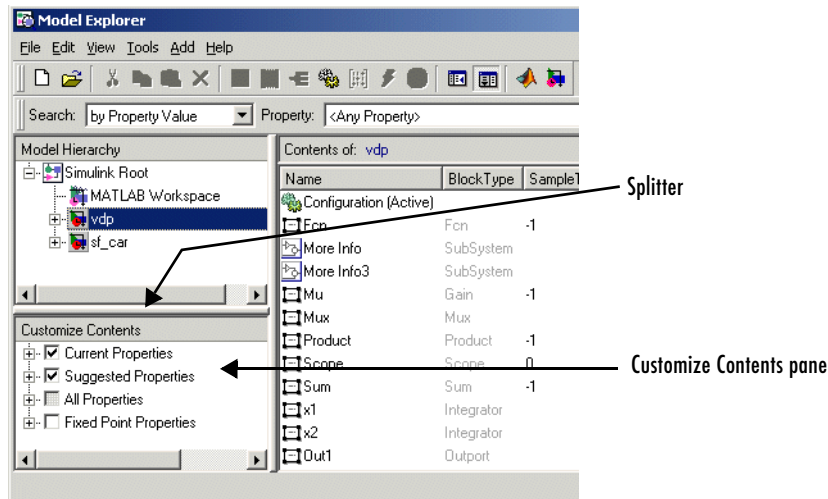 Model Explorer
File Edit View Tools Add Help
Search: by Property Value Property: <Any Property>
Model Hierarchy
Simulink Root
MATLAB Workspace
vdp
sf_car
Contents of: vdp
Name BlockType SampleT
Configuration (Active)
Fcn Fcn -1
More Info SubSystem
More Info3 SubSystem
Mu Gain -1
Mux Mux
Product Product -1
Scope Scope 0
Sum Sum -1
x1 Integrator
x2 Integrator
Out1 Outport
Customize Contents
Current Properties
Suggested Properties
All Properties
Fixed Point Properties
Splitter
Customize Contents pane